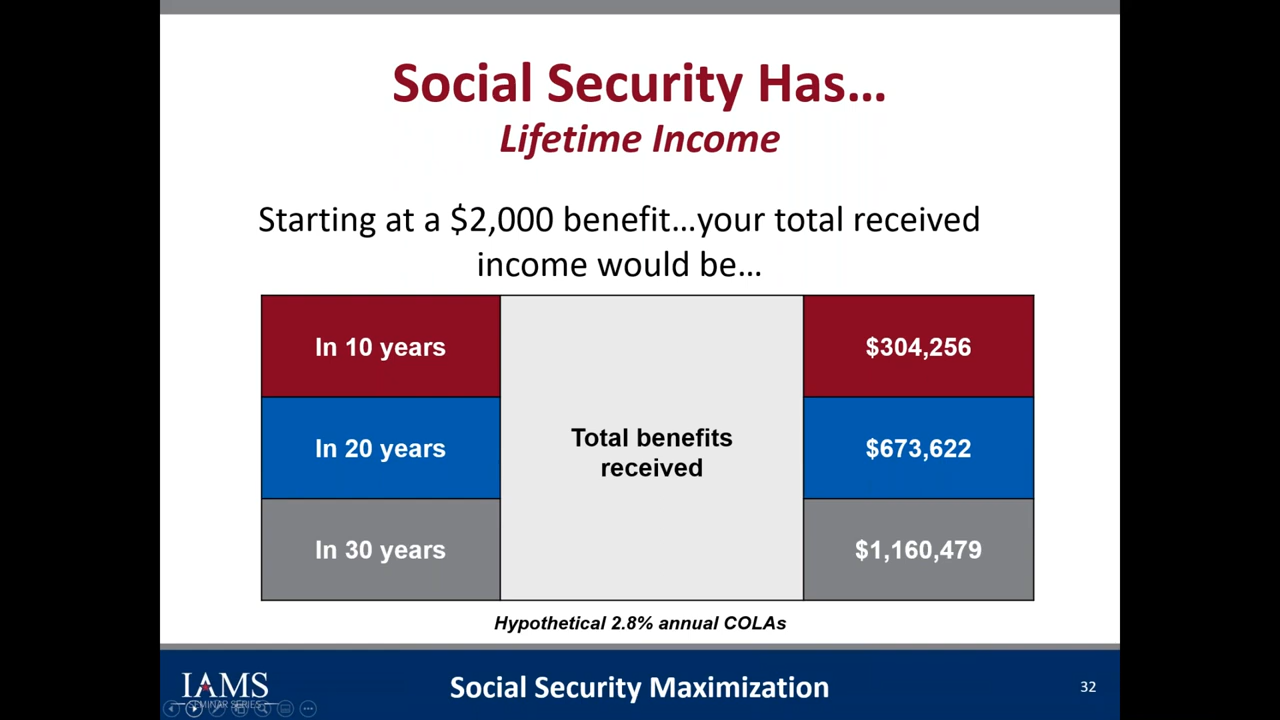 Social Security Has…
Lifetime Income
Starting at a $2,000 benefit…your total received
income would be…
In 10 years
$304,256
In 20 years
Total benefits
received
$673,622
In 30 years
$1,160,479
Hypothetical 2.8% annual COLAs
IAMS
SEMINAR SERIES
Social Security Maximization
32